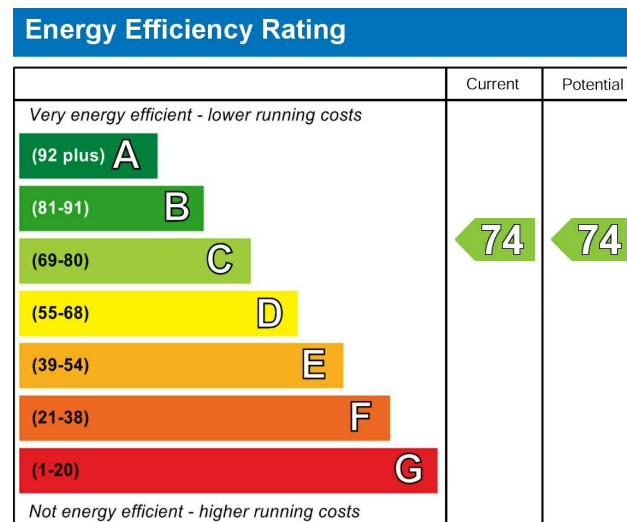 Energy Efficiency Rating
Current Potential
Very energy efficient - lower running costs
(92 plus) A
(81-91) B
(69-80) C
74 74
(55-68) D
(39-54) E
(21-38) F
(1-20) G
Not energy efficient - higher running costs